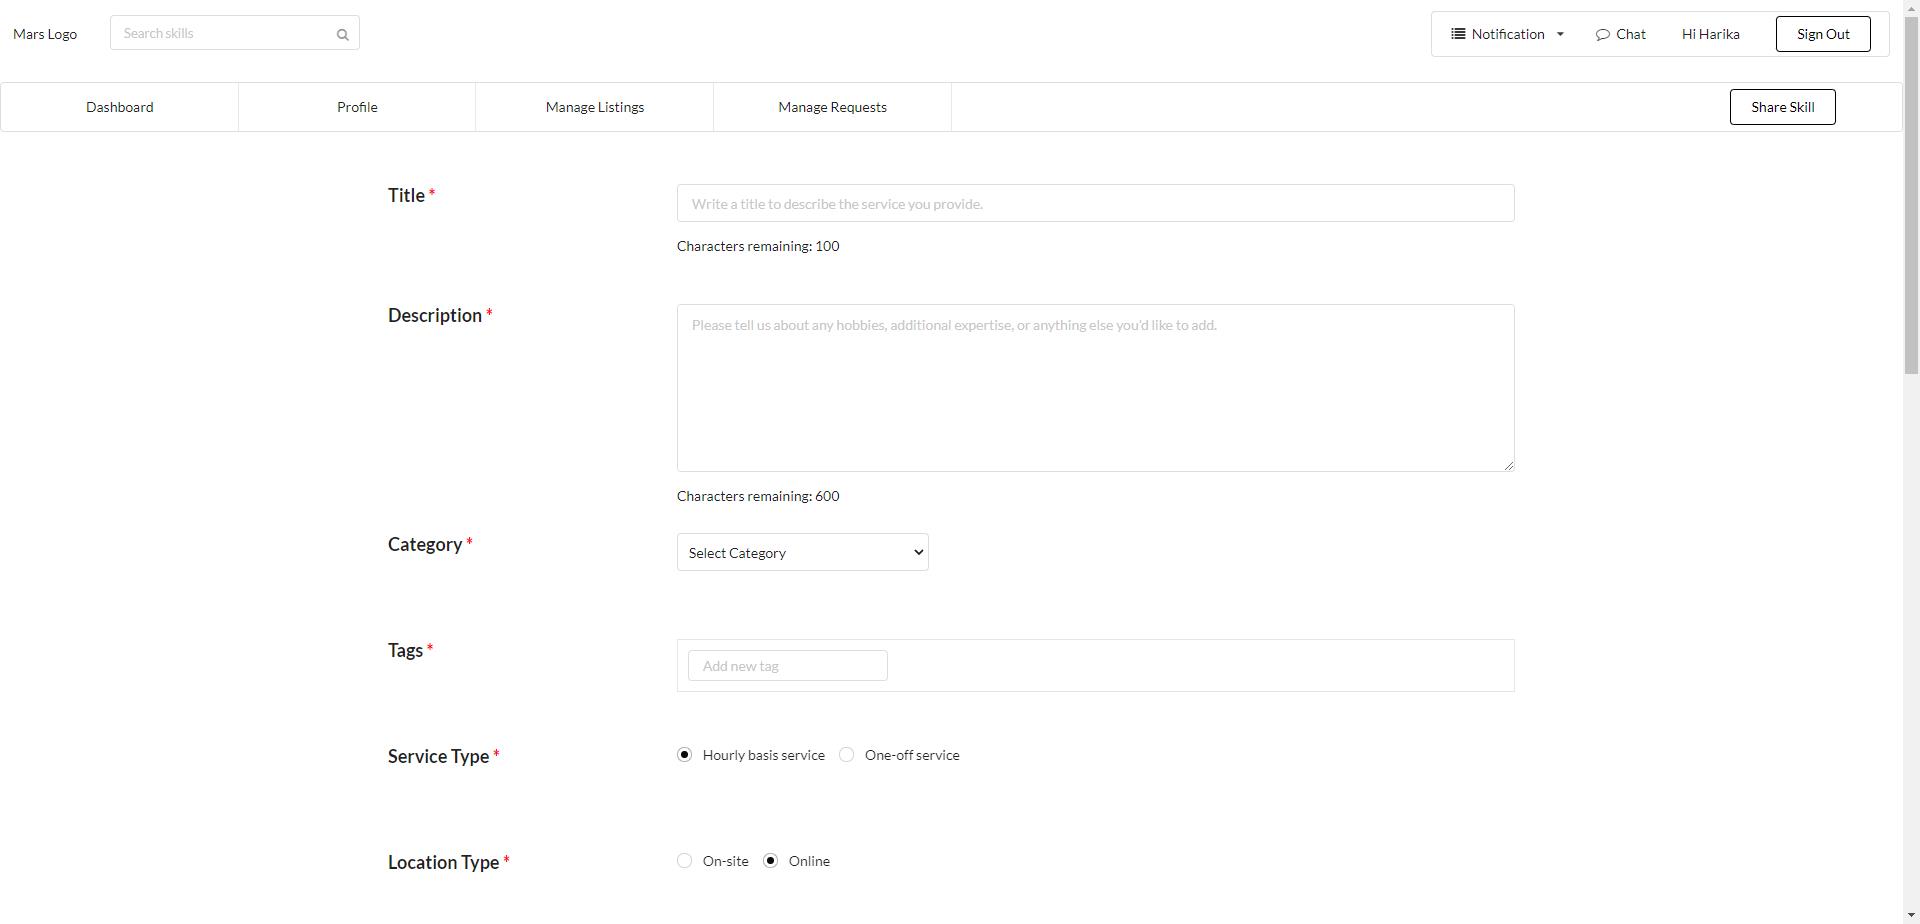 Mars Logo
Search skills
Notification
Chat
Hi Harika
Sign Out
Dashboard
Profile
Manage Listings
Manage Requests
Share Skill
Title *
Write a title to describe the service you provide.
Characters remaining: 100
Description *
Please tell us about any hobbies, additional expertise, or anything else you'd like to add.
Characters remaining: 600
Category *
Select Category
Tags *
Add new tag
Service Type *
Hourly basis service
One-off service
Location Type *
On-site
Online